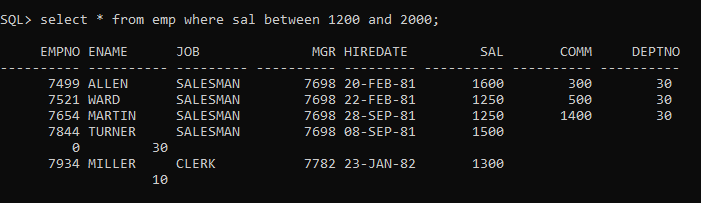 SQL> select * from emp where sal between 1200 and 2000;
     EMPNO ENAME      JOB              MGR HIREDATE         SAL       COMM     DEPTNO
---------- ---------- --------- ---------- --------- ---------- ---------- ----------
      7499 ALLEN      SALESMAN        7698 20-FEB-81       1600        300         30
      7521 WARD       SALESMAN        7698 22-FEB-81       1250        500         30
      7654 MARTIN     SALESMAN        7698 28-SEP-81       1250       1400         30
      7844 TURNER     SALESMAN        7698 08-SEP-81       1500
         0         30
      7934 MILLER     CLERK           7782 23-JAN-82       1300
                   10